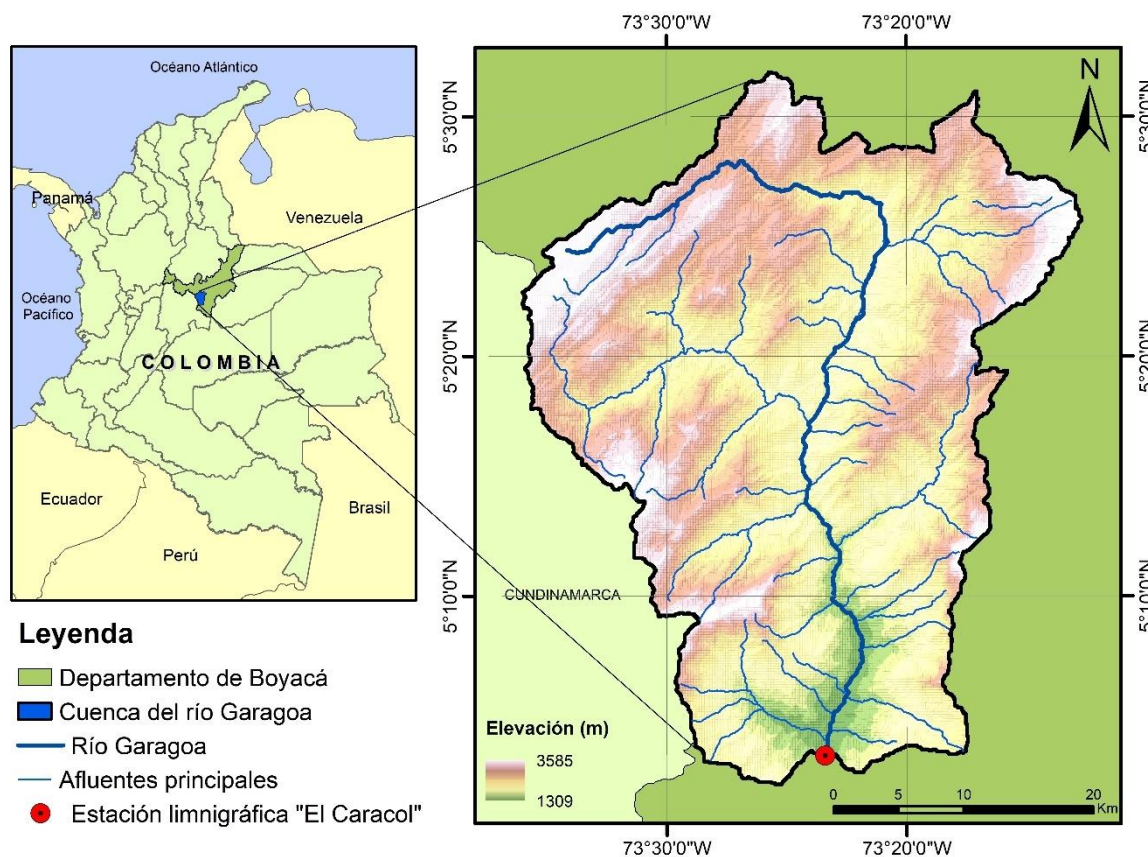 Océano Atlántico
Panamá
Venezuela
Océano
Pacífico
COLOMBIA
Ecuador
Brasil
Perú
Leyenda
Departamento de Boyacá
Cuenca del río Garagoa
Río Garagoa
Afluentes principales
Estación limnigráfica "El Caracol"
73°30'0"W
73°20'0"W
N
5°30'0"N
5°30'0"N
5°20'0"N
5°20'0"N
5°10'0"N
5°10'0"N
CUNDINAMARCA
Elevación (m)
3585
1309
0 5 10 20
Km
73°30'0"W
73°20'0"W